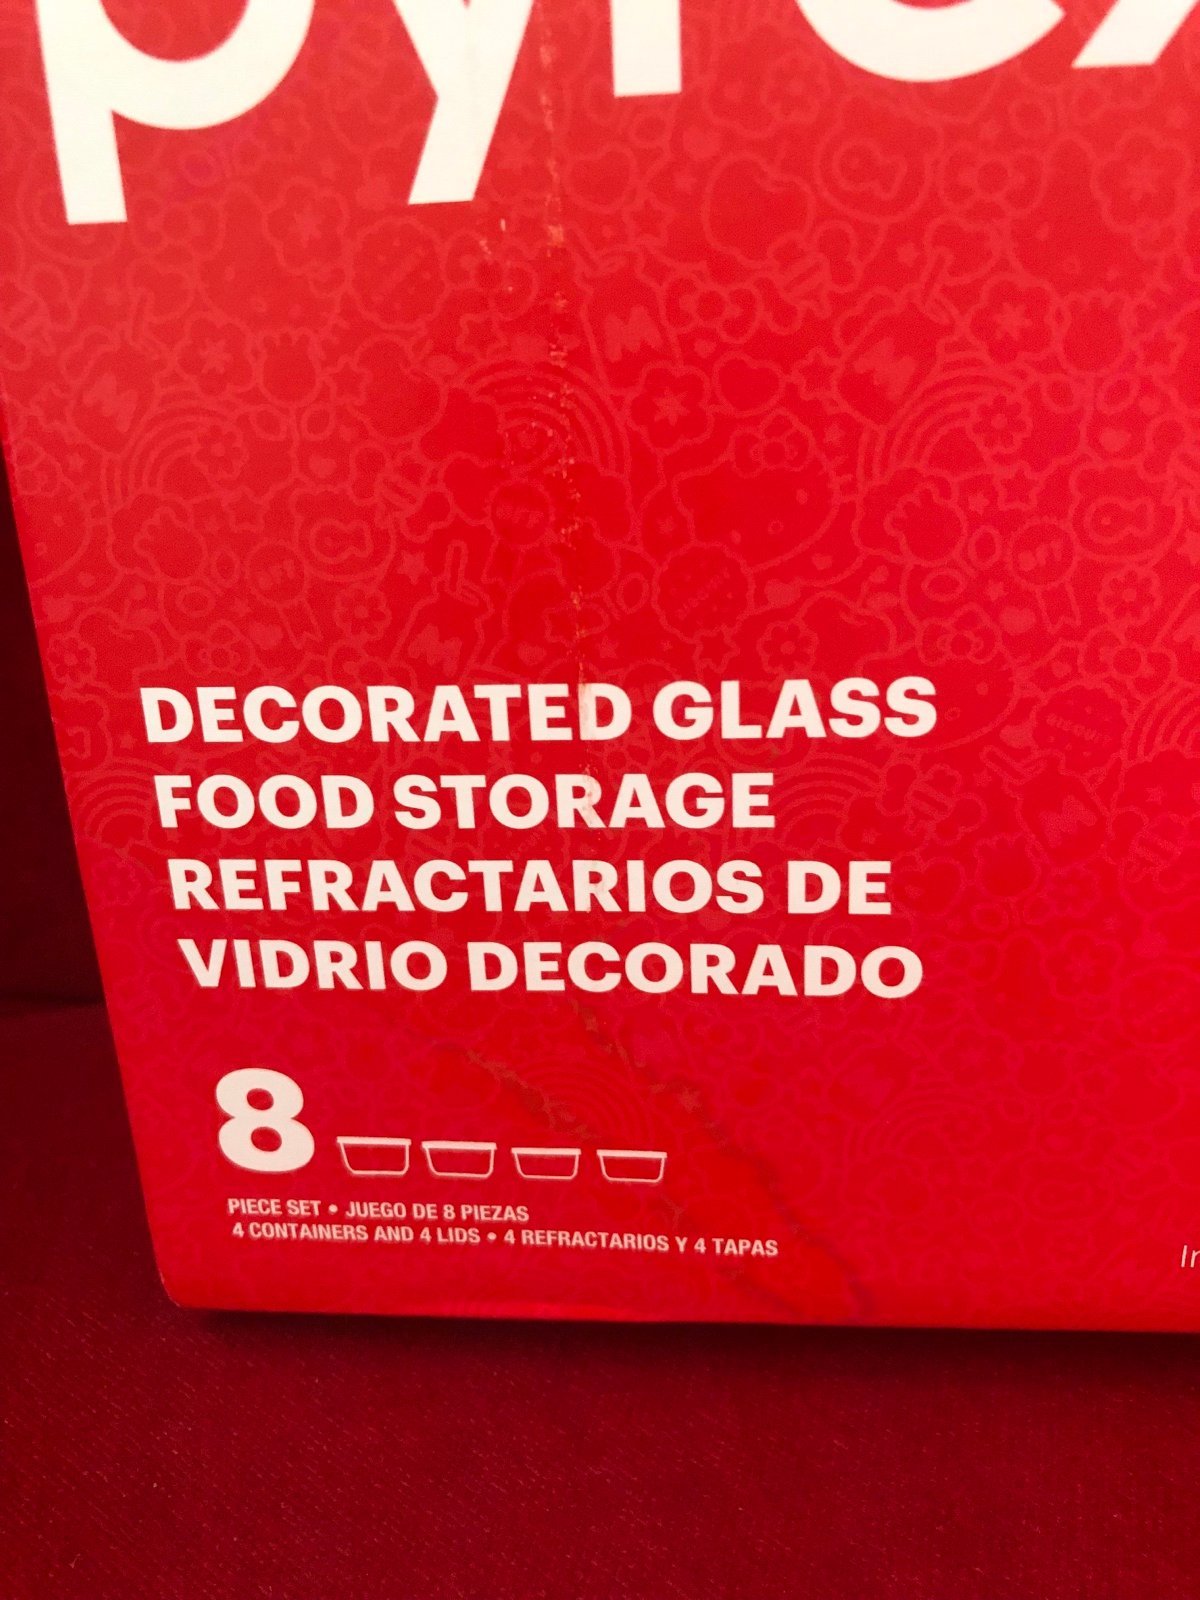 pyrex
DECORATED GLASS
FOOD STORAGE
REFRACTARIOS DE
VIDRIO DECORADO
8
PIECE SET • JUEGO DE 8 PIEZAS
4 CONTAINERS AND 4 LIDS • 4 REFRACTARIOS Y 4 TAPAS